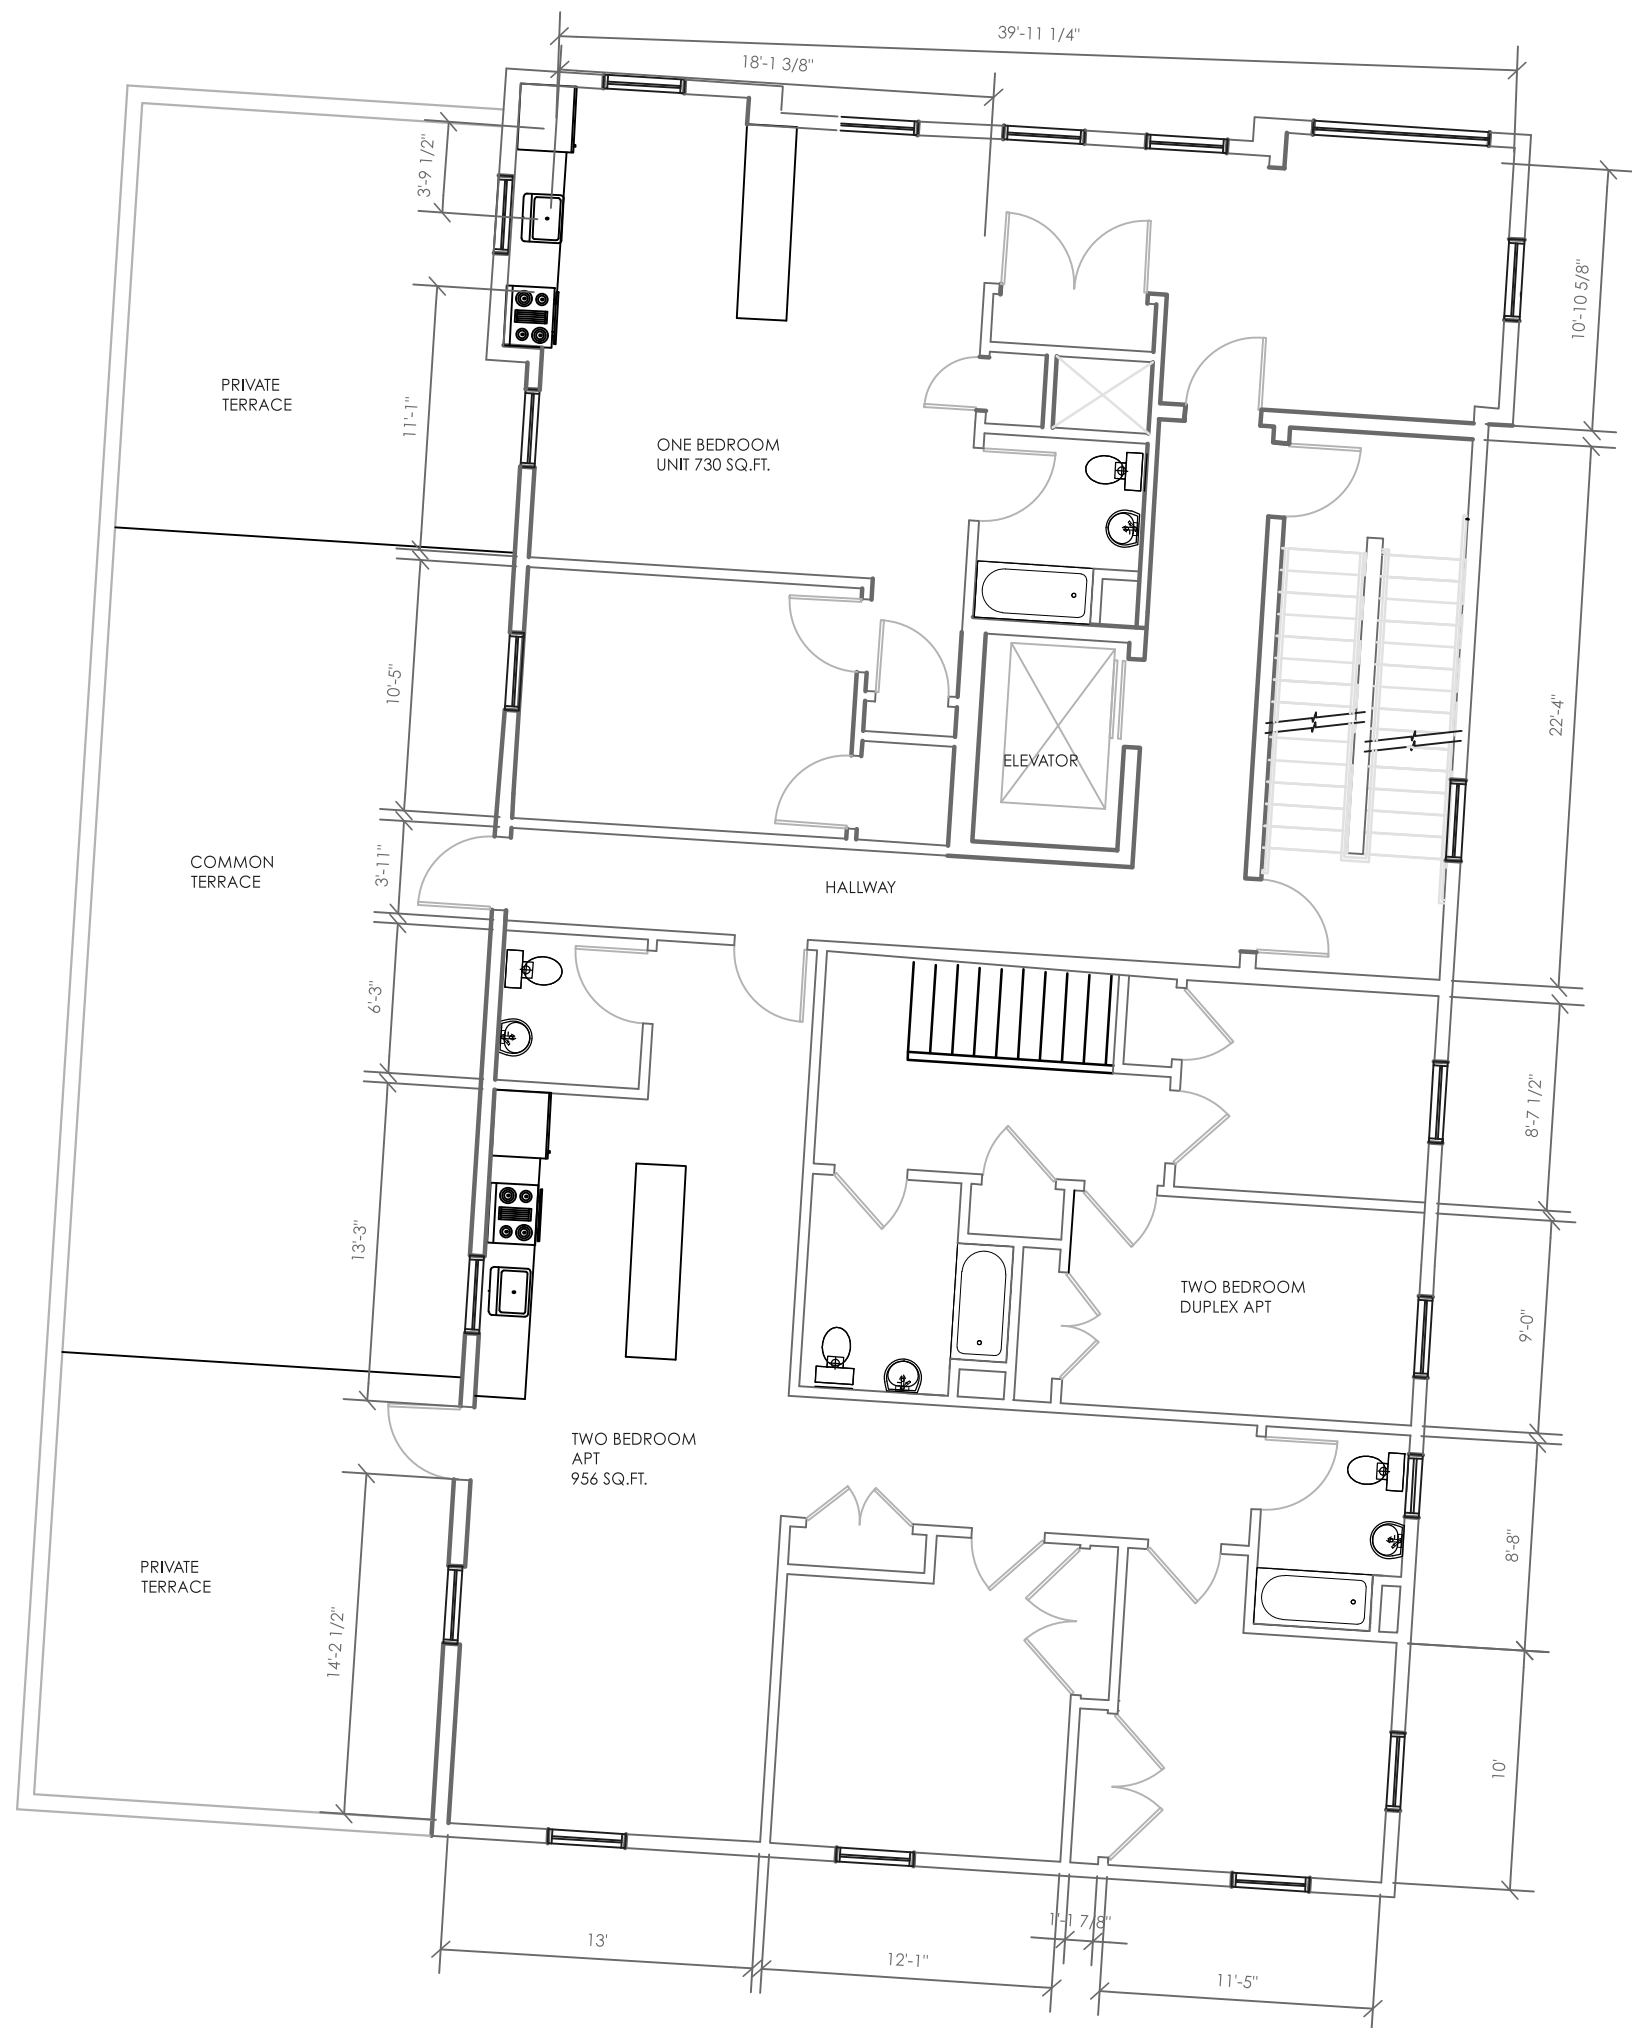 39'-11 1/4"
18'-1 3/8"
3'-9 1/2"
10'-10 5/8"
PRIVATE
TERRACE
11'-1"
ONE BEDROOM
UNIT 730 SQ.FT.
10'-5"
22'-4"
ELEVATOR
COMMON
TERRACE
3'-11"
HALLWAY
6'-3"
8'-7 1/2"
13'-3"
TWO BEDROOM
DUPLEX APT
9'-0"
TWO BEDROOM
APT
956 SQ.FT.
8'-8"
PRIVATE
TERRACE
14'-2 1/2"
10'
1'-1 7/8"
13'
12'-1"
11'-5"